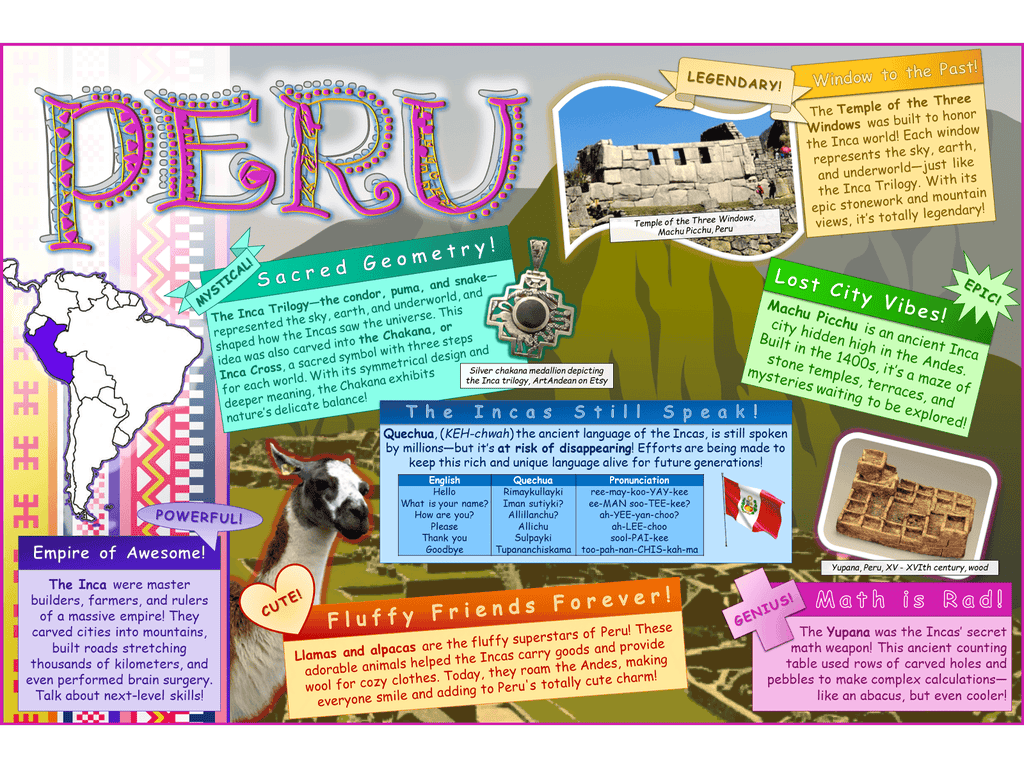 PERU
LEGENDARY!
Window to the Past!
The Temple of the Three
Windows was built to honor
the Inca world! Each window
represents the sky, earth,
and underworld—just like
the Inca Trilogy. With its
epic stonework and mountain
views, it's totally legendary!
Temple of the Three Windows,
Machu Picchu, Peru
MYSTICAL!
Sacred Geometry!
The Inca Trilogy—the condor, puma, and snake—
represented the sky, earth, and underworld, and
shaped how the Incas saw the universe. This
idea was also carved into the Chakana, or
Inca Cross, a sacred symbol with three steps
for each world. With its symmetrical design and
deeper meaning, the Chakana exhibits
nature's delicate balance!
Silver chakana medallion depicting
the Inca trilogy, ArtAndean on Etsy
Lost City Vibes!
EPIC!
Machu Picchu is an ancient Inca
city hidden high in the Andes.
Built in the 1400s, it's a maze of
stone temples, terraces, and
mysteries waiting to be explored!
The Incas Still Speak!
Quechua, (KEH-chwah) the ancient language of the Incas, is still spoken
by millions—but it's at risk of disappearing! Efforts are being made to
keep this rich and unique language alive for future generations!
English Quechua Pronunciation
Hello Rimaykullayki ree-may-koo-YAY-kee
What is your name? Iman sutiyki? ee-MAN soo-TEE-kee?
How are you? Allillanchu? ah-YEE-yan-choo?
Please Allichu ah-LEE-choo
Thank you Sulpayki sool-PAI-kee
Goodbye Tupananchiskama too-pah-nan-CHIS-kah-ma
Yupana, Peru, XV - XVIth century, wood
POWERFUL!
Empire of Awesome!
The Inca were master
builders, farmers, and rulers
of a massive empire! They
carved cities into mountains,
built roads stretching
thousands of kilometers, and
even performed brain surgery.
Talk about next-level skills!
CUTE!
Fluffy Friends Forever!
Llamas and alpacas are the fluffy superstars of Peru! These
adorable animals helped the Incas carry goods and provide
wool for cozy clothes. Today, they roam the Andes, making
everyone smile and adding to Peru's totally cute charm!
GENIUS!
Math is Rad!
The Yupana was the Incas' secret
math weapon! This ancient counting
table used rows of carved holes and
pebbles to make complex calculations—
like an abacus, but even cooler!